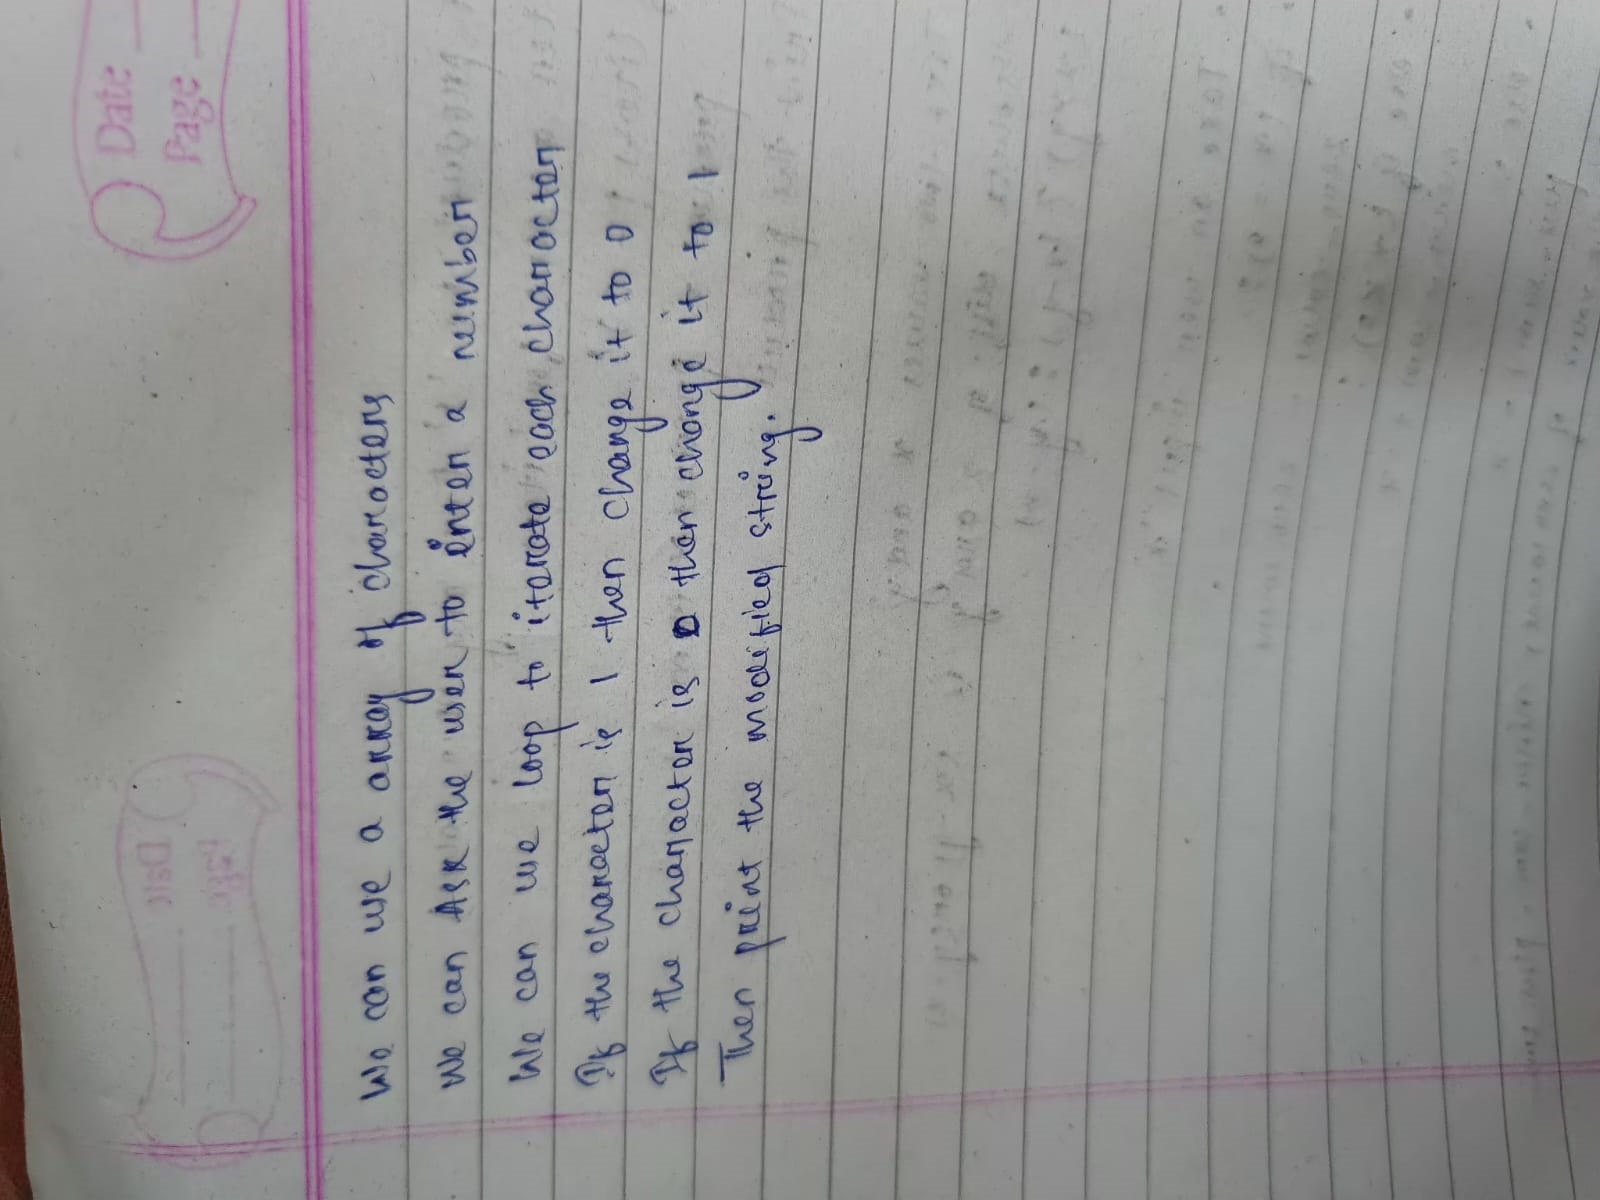 Date
Page
We can use a array of characters
We can Ask the user to enter a number
We can use loop to iterate each character
If the character is 1 then change it to 0
If the character is 0 then change it to 1
Then print the modified string.